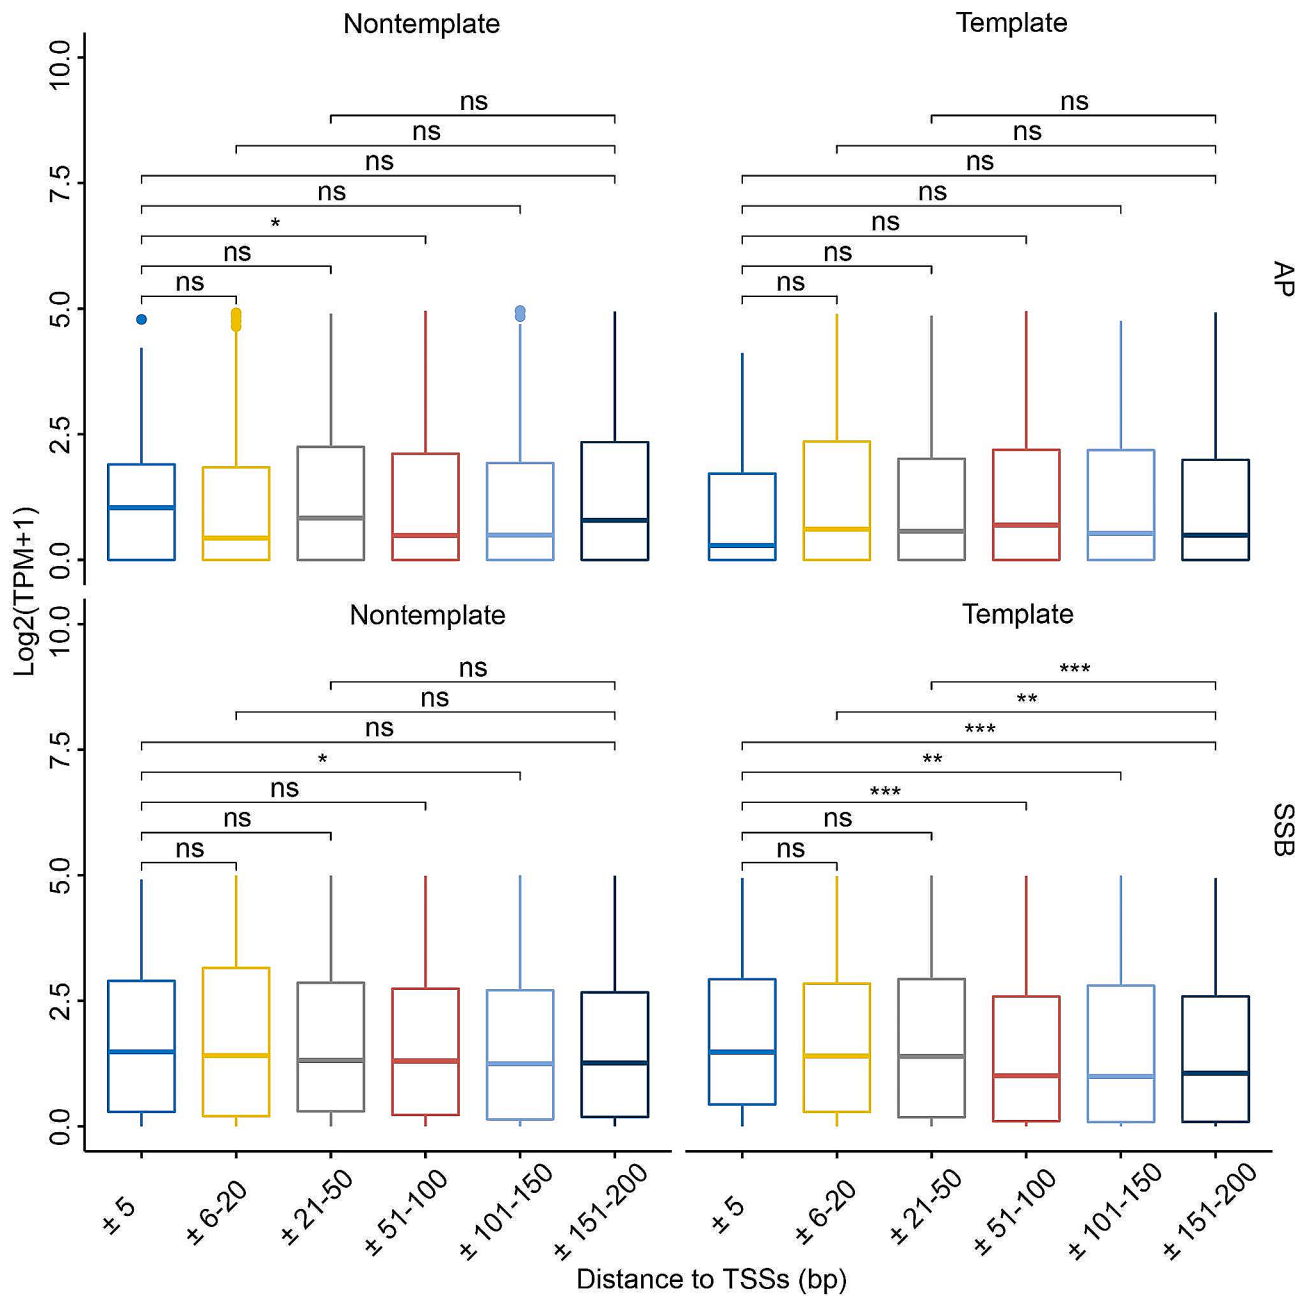 Nontemplate
Template
10.0
7.5
5.0
2.5
0.0
ns
ns
ns
ns
*
ns
ns
ns
ns
ns
ns
ns
ns
ns
AP
Log2(TPM+1)
Nontemplate
Template
10.0
7.5
5.0
2.5
0.0
ns
ns
ns
*
ns
ns
ns
***
**
***
**
***
ns
ns
SSB
± 5
± 6-20
± 21-50
± 51-100
± 101-150
± 151-200
± 5
± 6-20
± 21-50
± 51-100
± 101-150
± 151-200
Distance to TSSs (bp)